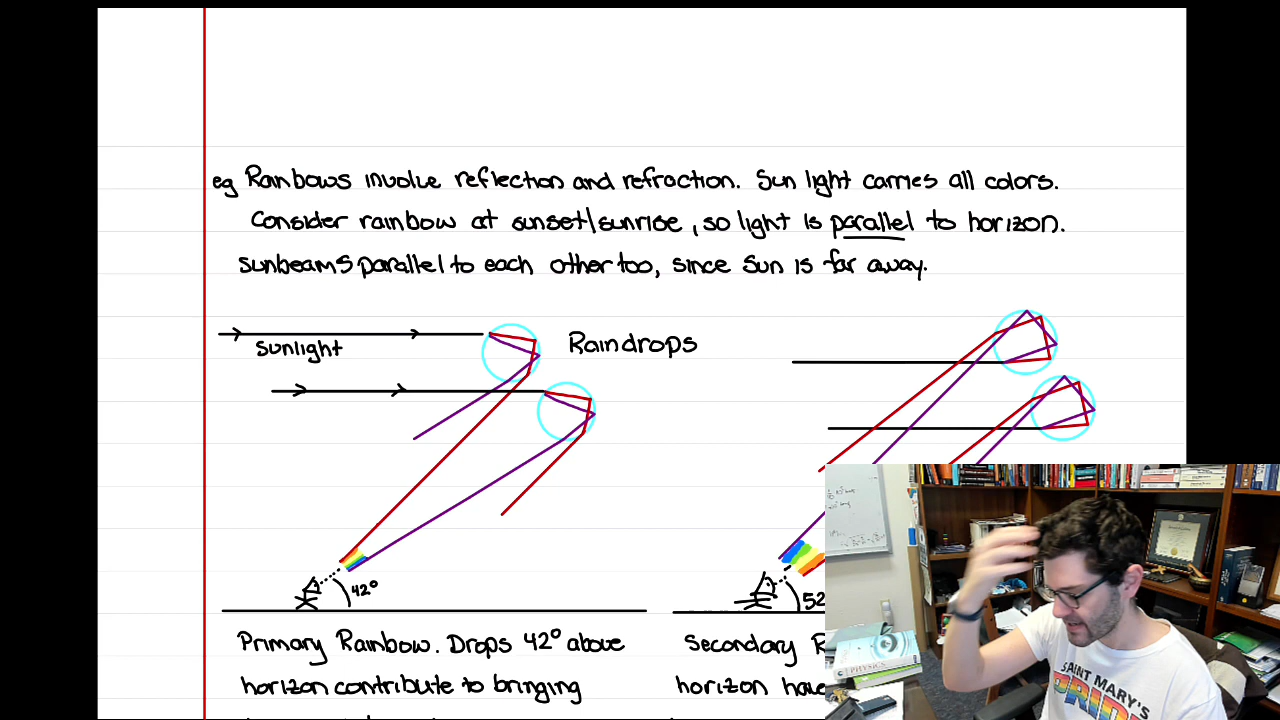 eg Rainbows involve reflection and refraction. Sun light carries all colors.
Consider rainbow at sunset/sunrise, so light is parallel to horizon.
Sunbeams parallel to each other too, since Sun is far away.
Sunlight
Raindrops
42°
52
Primary Rainbow. Drops 42° above
horizon contribute to bringing
Secondary R
horizon have
PHYSICS
SAINT MARY'S
PRIDE